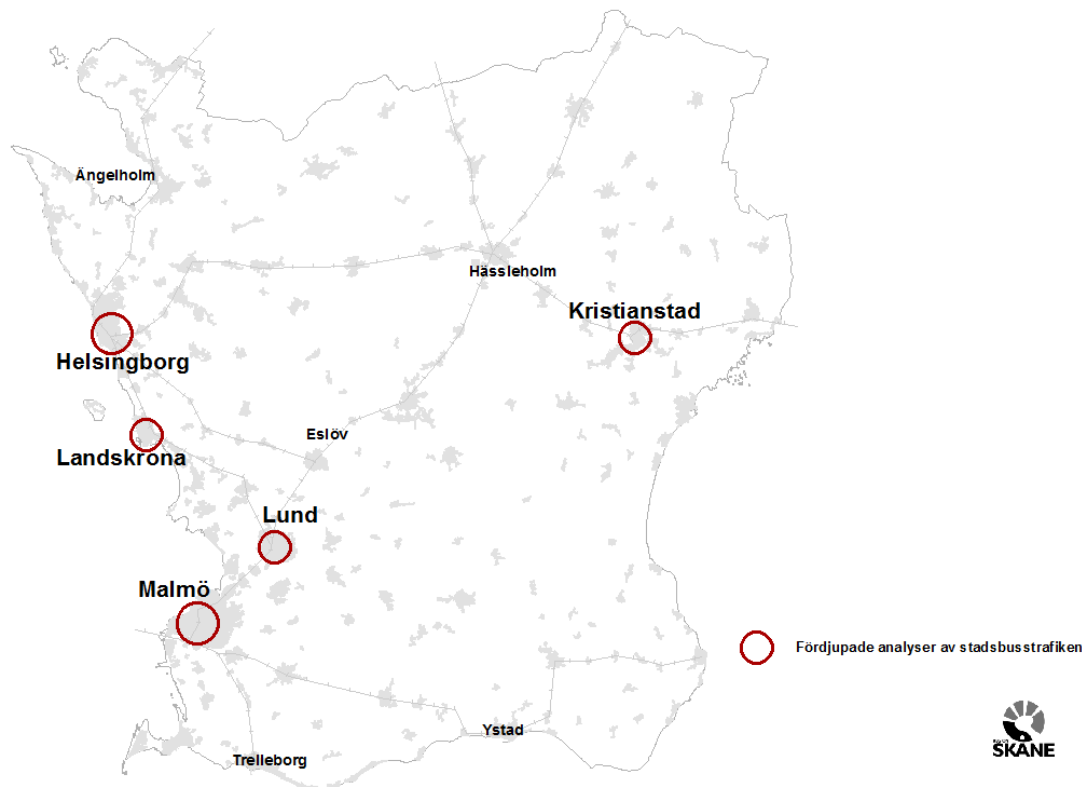 Ängelholm
Hässleholm
Kristianstad
Helsingborg
Eslöv
Landskrona
Lund
Malmö
Fördjupade analyser av stadsbusstrafiken
Ystad
SKÅNE
Trelleborg